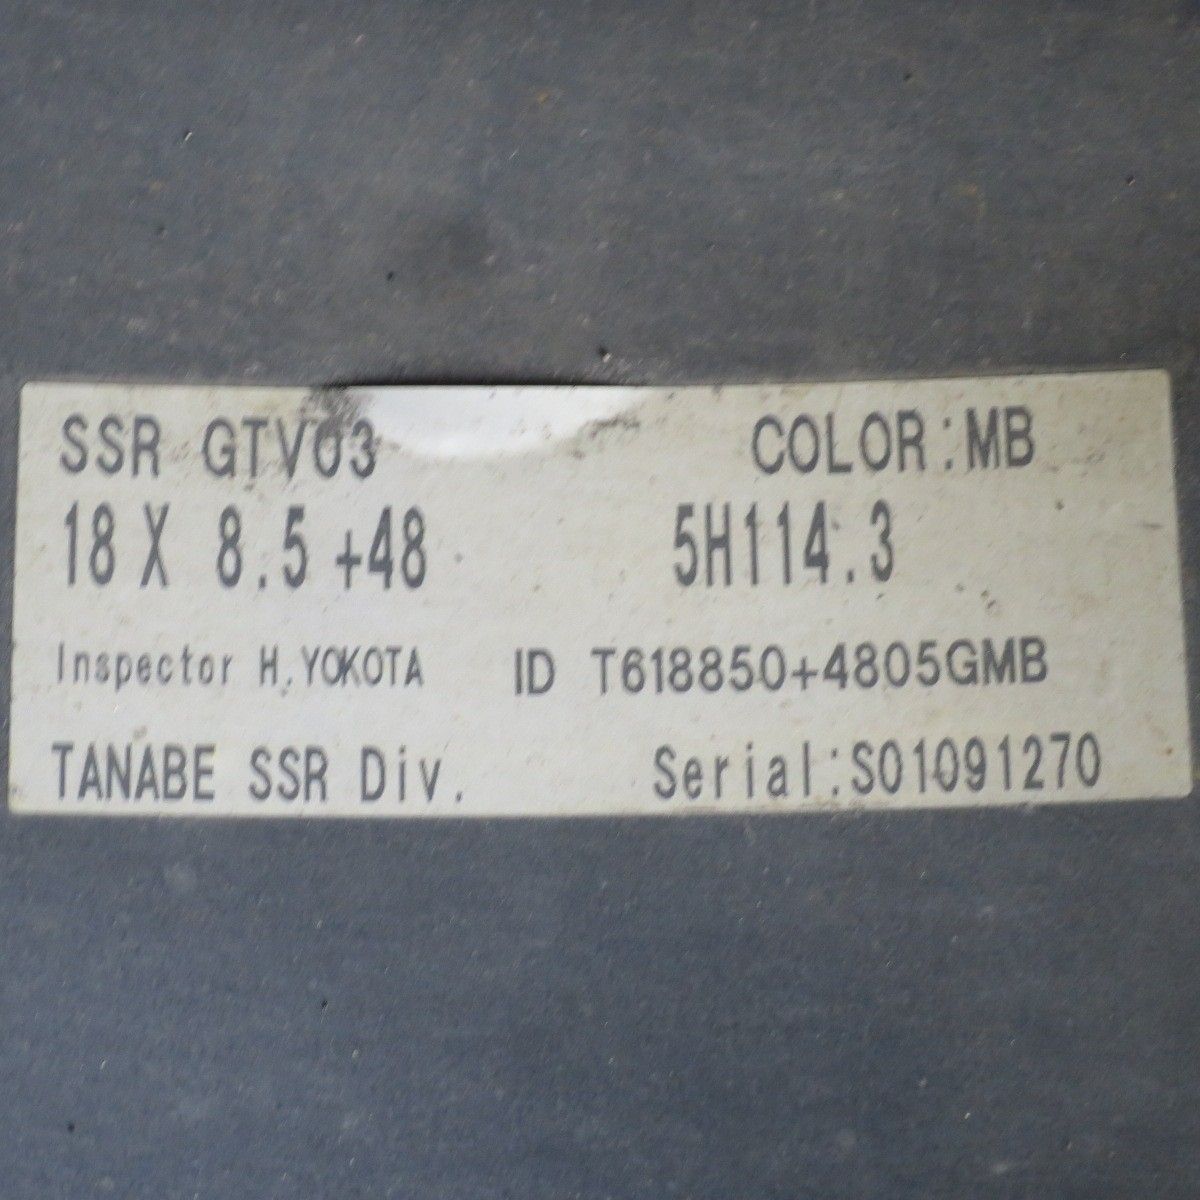 SSR GTV03 COLOR:MB
18 X 8.5 +48 5H114.3
Inspector H.YOKOTA ID T618850+4805GMB
TANABE SSR Div. Serial:S01091270